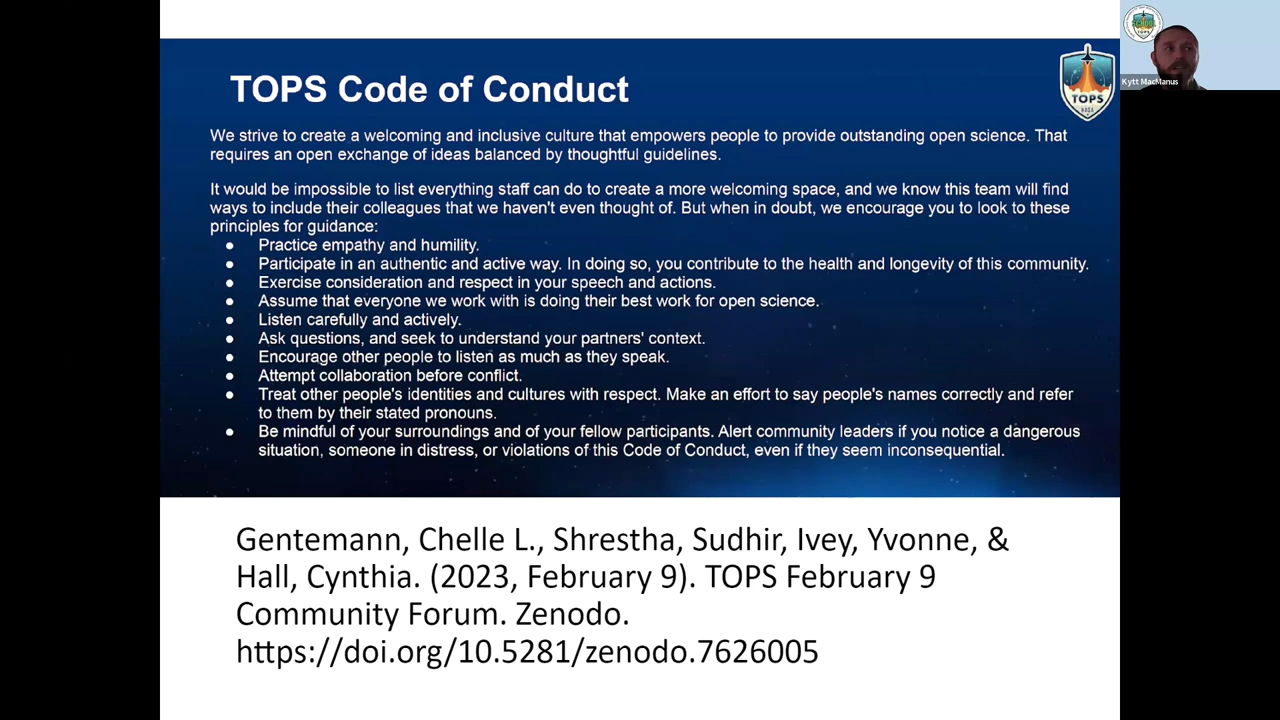 TOPS Code of Conduct
We strive to create a welcoming and inclusive culture that empowers people to provide outstanding open science. That
requires an open exchange of ideas balanced by thoughtful guidelines.
It would be impossible to list everything staff can do to create a more welcoming space, and we know this team will find
ways to include their colleagues that we haven't even thought of. But when in doubt, we encourage you to look to these
principles for guidance:
● Practice empathy and humility.
● Participate in an authentic and active way. In doing so, you contribute to the health and longevity of this community.
● Exercise consideration and respect in your speech and actions.
● Assume that everyone we work with is doing their best work for open science.
● Listen carefully and actively.
● Ask questions, and seek to understand your partners' context.
● Encourage other people to listen as much as they speak.
● Attempt collaboration before conflict.
● Treat other people's identities and cultures with respect. Make an effort to say people's names correctly and refer
to them by their stated pronouns.
● Be mindful of your surroundings and of your fellow participants. Alert community leaders if you notice a dangerous
situation, someone in distress, or violations of this Code of Conduct, even if they seem inconsequential.
Gentemann, Chelle L., Shrestha, Sudhir, Ivey, Yvonne, &
Hall, Cynthia. (2023, February 9). TOPS February 9
Community Forum. Zenodo.
https://doi.org/10.5281/zenodo.7626005
TOPS
NASA
SCHOOL
TOPS
Kytt MacManus